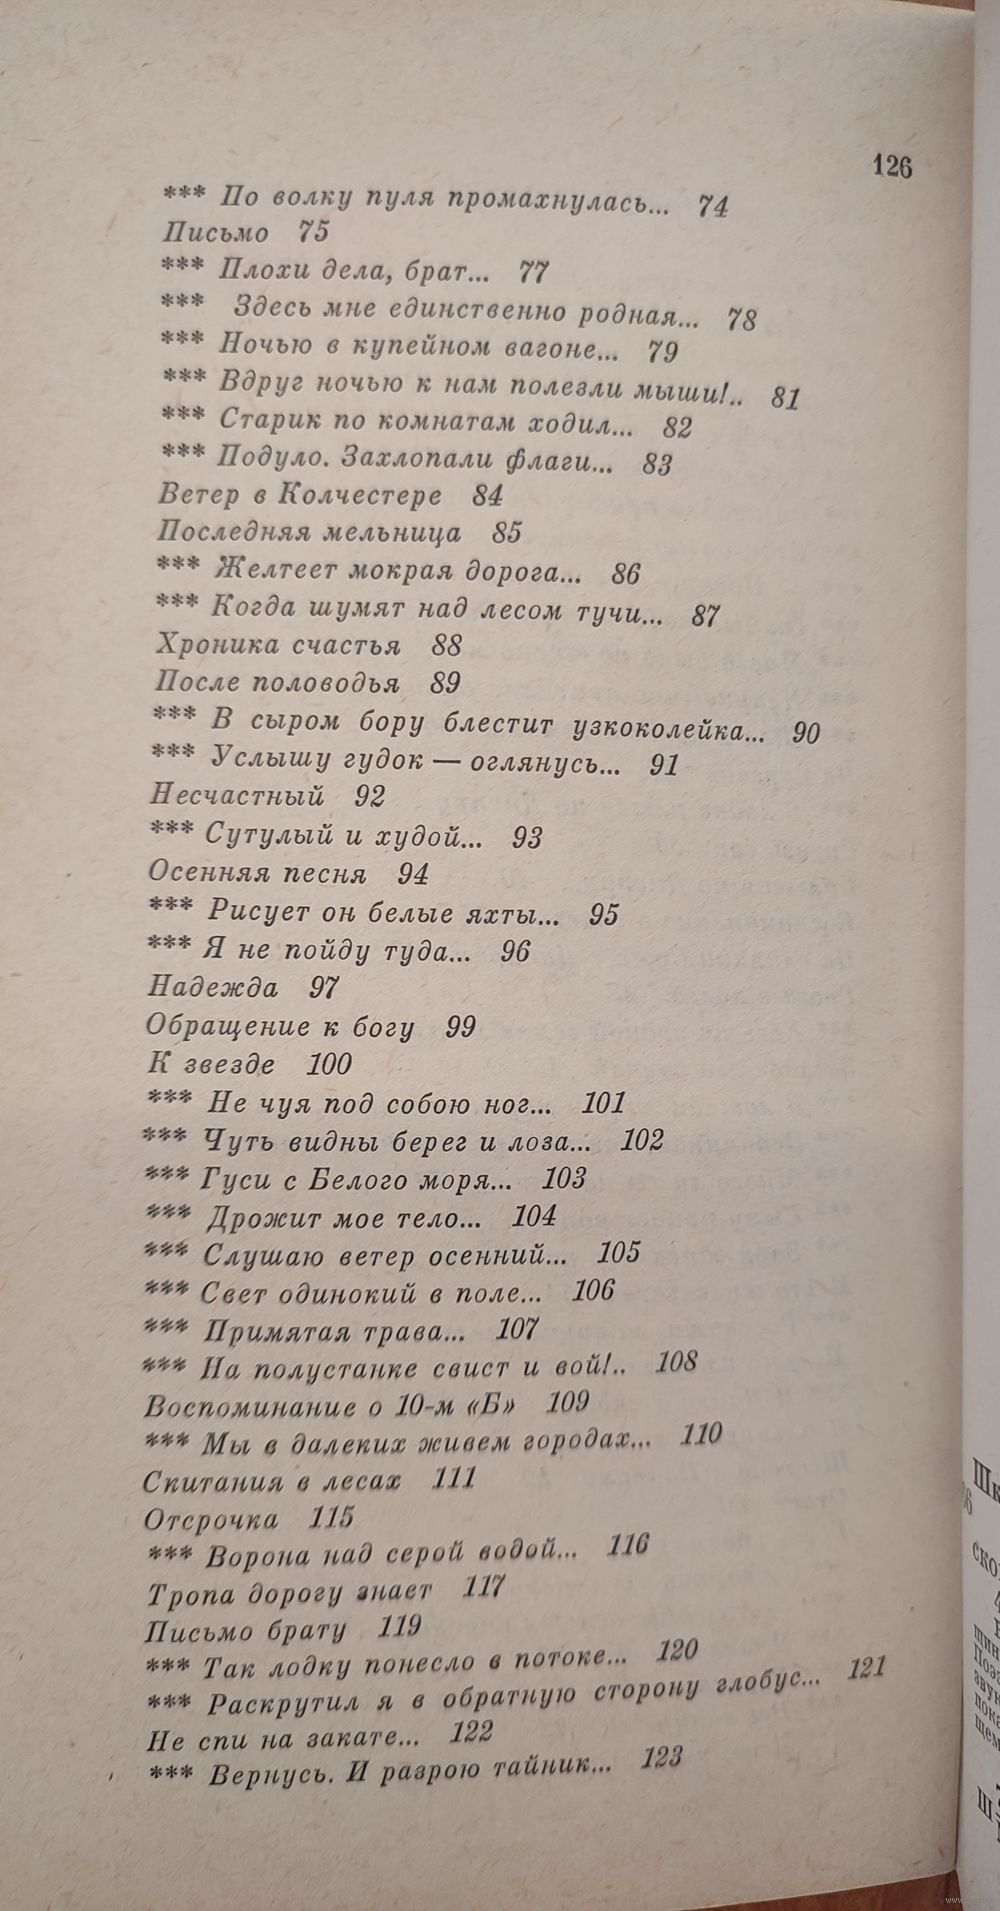 126
*** По волку пуля промахнулась... 74
Письмо 75
*** Плохи дела, брат... 77
*** Здесь мне единственно родная... 78
*** Ночью в купейном вагоне... 79
*** Вдруг ночью к нам полезли мыши!.. 81
*** Старик по комнатам ходил... 82
*** Подуло. Захлопали флаги... 83
Ветер в Колчестере 84
Последняя мельница 85
*** Желтеет мокрая дорога... 86
*** Когда шумят над лесом тучи... 87
Хроника счастья 88
После половодья 89
*** В сыром бору блестит узкоколейка... 90
*** Услышу гудок — оглянусь... 91
Несчастный 92
*** Сутулый и худой... 93
Осенняя песня 94
*** Рисует он белые яхты... 95
*** Я не пойду туда... 96
Надежда 97
Обращение к богу 99
К звезде 100
*** Не чуя под собою ног... 101
*** Чуть видны берег и лоза... 102
*** Гуси с Белого моря... 103
*** Дрожит мое тело... 104
*** Слушаю ветер осенний... 105
*** Свет одинокий в поле... 106
*** Примятая трава... 107
*** На полустанке свист и вой!.. 108
Воспоминание о 10-м «Б» 109
*** Мы в далеких живем городах... 110
Скитания в лесах 111
Отсрочка 115
*** Ворона над серой водой... 116
Тропа дорогу знает 117
Письмо брату 119
*** Так лодку понесло в потоке... 120
*** Раскрутил я в обратную сторону глобус... 121
Не спи на закате... 122
*** Вернусь. И разрою тайник... 123